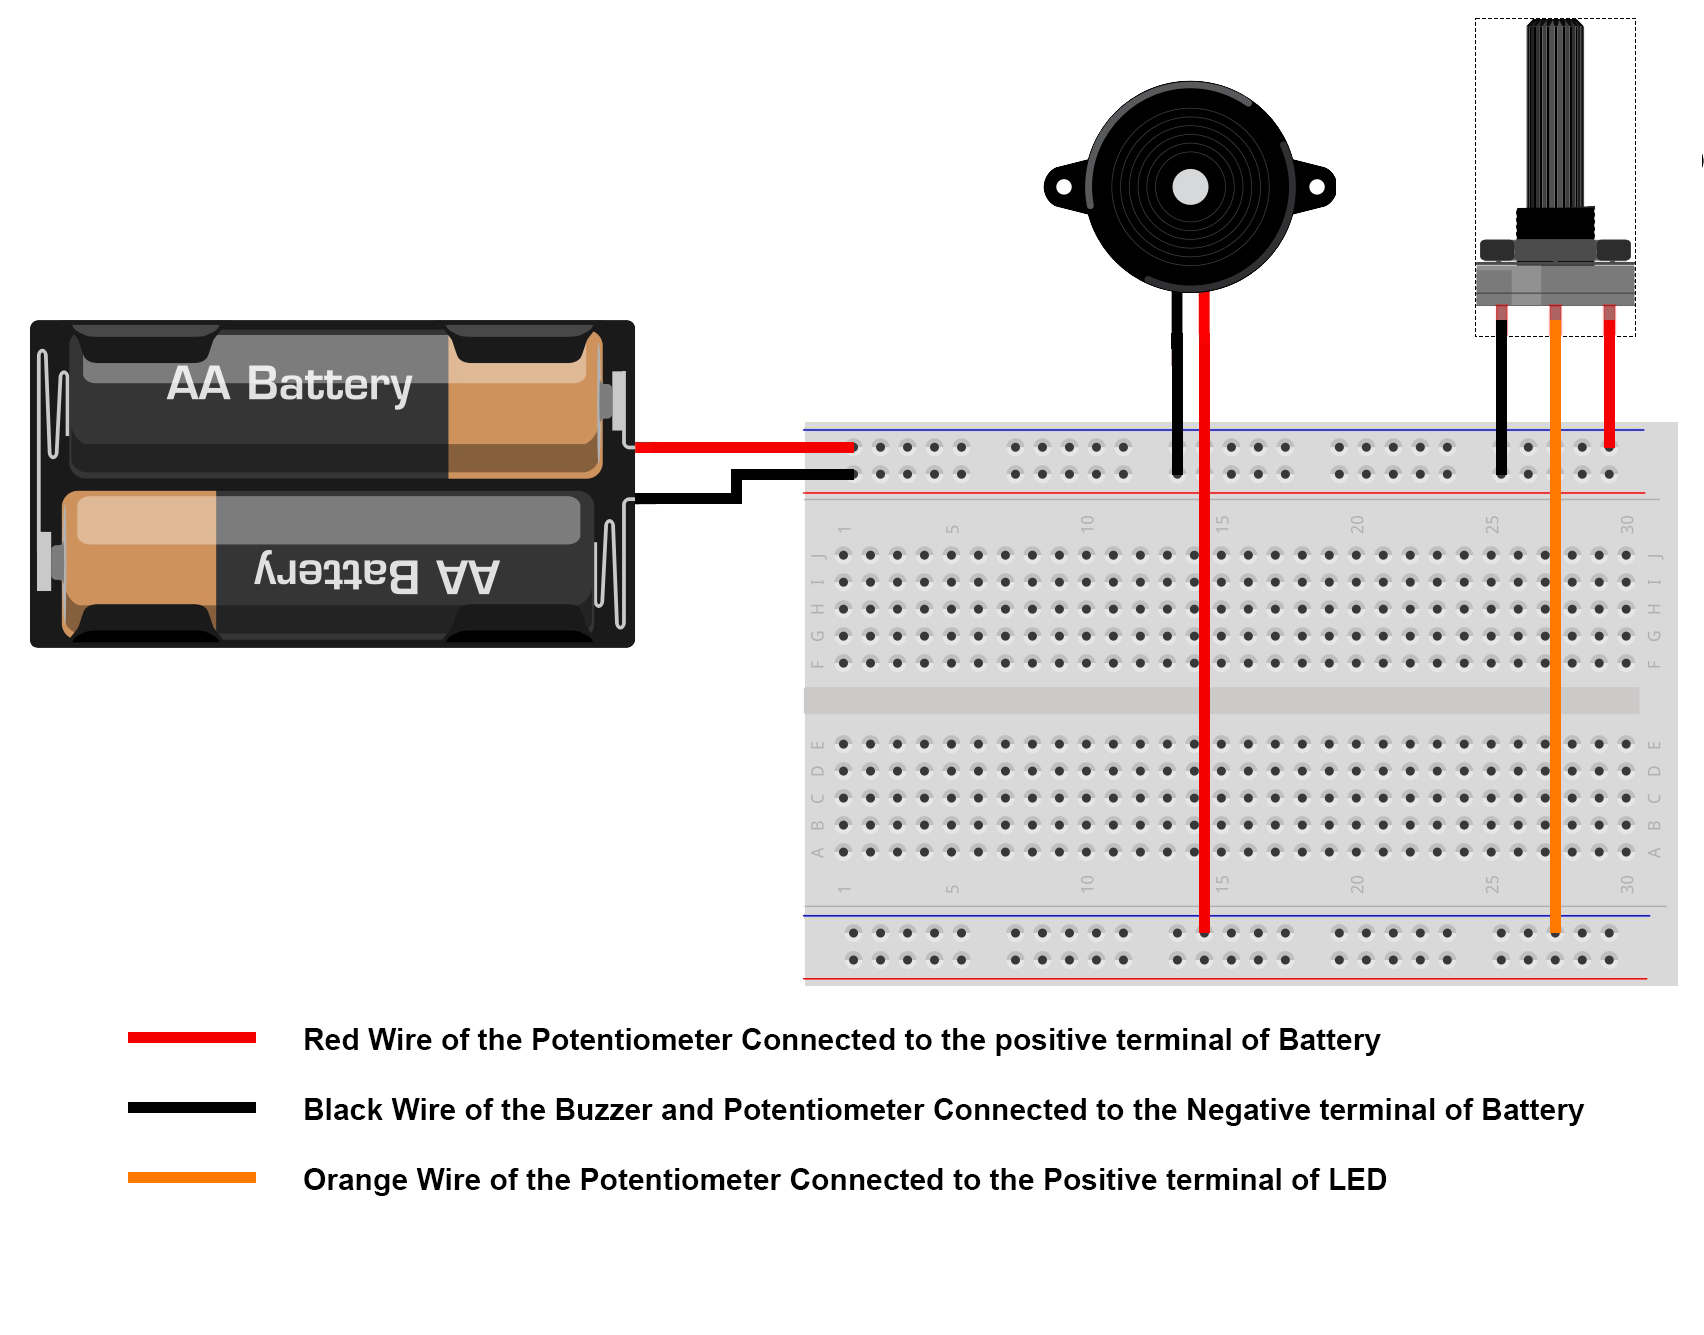 AA Battery
AA Battery
1 5 10 15 20 25 30
J J
I I
H H
G G
F F
E E
D D
C C
B B
A A
1 5 10 15 20 25 30
Red Wire of the Potentiometer Connected to the positive terminal of Battery
Black Wire of the Buzzer and Potentiometer Connected to the Negative terminal of Battery
Orange Wire of the Potentiometer Connected to the Positive terminal of LED